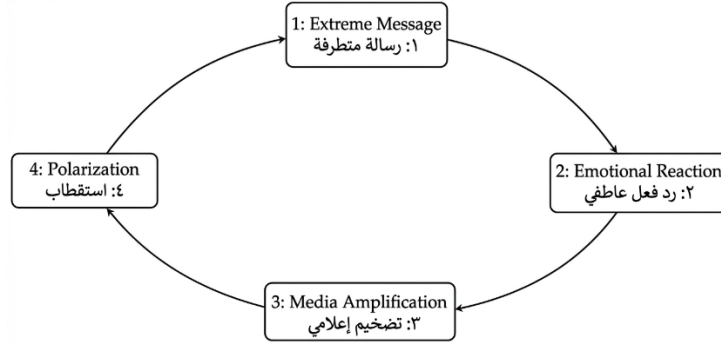 1: Extreme Message
١: رسالة متطرفة
2: Emotional Reaction
٢: رد فعل عاطفي
3: Media Amplification
٣: تضخيم إعلامي
4: Polarization
٤: استقطاب